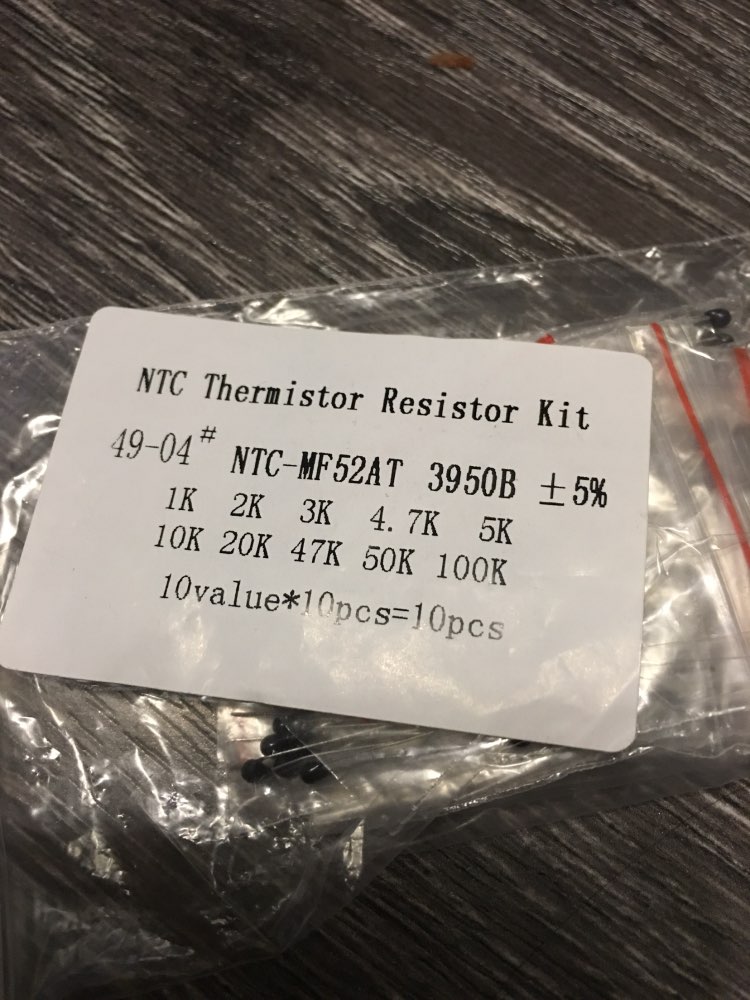 NTC Thermistor Resistor Kit
49-04# NTC-MF52AT 3950B ±5%
1K 2K 3K 4.7K 5K
10K 20K 47K 50K 100K
10value*10pcs=10pcs